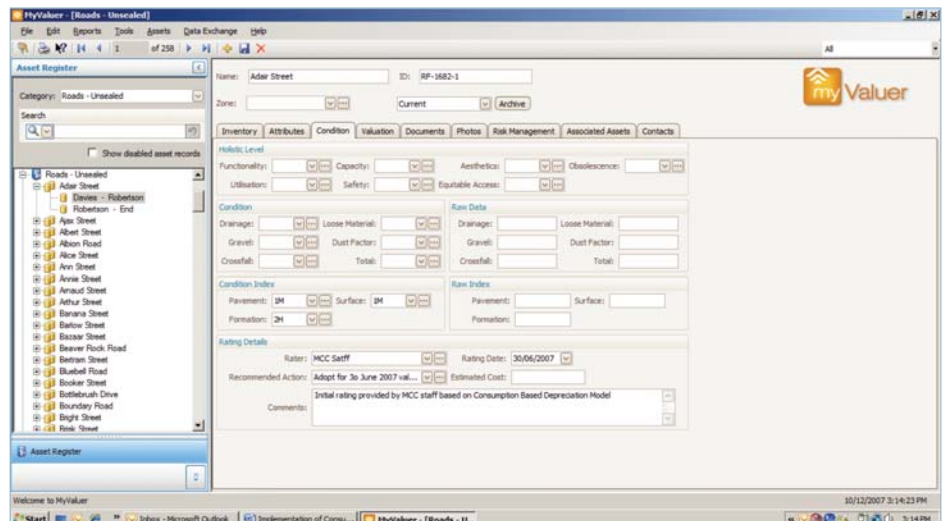 MyValuer - [Roads - Unsealed]
File Edit Reports Tools Assets Data Exchange Help
1 of 258 All
Asset Register
Category: Roads - Unsealed
Search
Show disabled asset records
Roads - Unsealed
Adair Street
Davies - Robertson
Robertson - End
Ajax Street
Albert Street
Albion Road
Alice Street
Ann Street
Annie Street
Arnaud Street
Arthur Street
Banana Street
Barlow Street
Bazaar Street
Beaver Rock Road
Bertram Street
Bluebell Road
Booker Street
Bottlebrush Drive
Boundary Road
Bright Street
Brink Street
Asset Register
Name: Adair Street ID: RF-1682-1
Zone: Current Archive
my Valuer
Inventory Attributes Condition Valuation Documents Photos Risk Management Associated Assets Contacts
Holistic Level
Functionality: Capacity: Aesthetics: Obsolescence:
Utilisation: Safety: Equitable Access:
Condition Raw Data
Drainage: Loose Material: Drainage: Loose Material:
Gravel: Dust Factor: Gravel: Dust Factor:
Crossfall: Total: Crossfall: Total:
Condition Index Raw Index
Pavement: 1M Surface: 1M Pavement: Surface:
Formation: 2H Formation:
Rating Details
Rater: MCC Satff Rating Date: 30/06/2007
Recommended Action: Adopt for 3o June 2007 val... Estimated Cost:
Comments: Initial rating provided by MCC staff based on Consumption Based Depreciation Model
Welcome to MyValuer 10/12/2007 3:14:23 PM
Start Inbox - Microsoft Outlook Implementation of Consu... MyValuer - [Roads - U... 3:14 PM